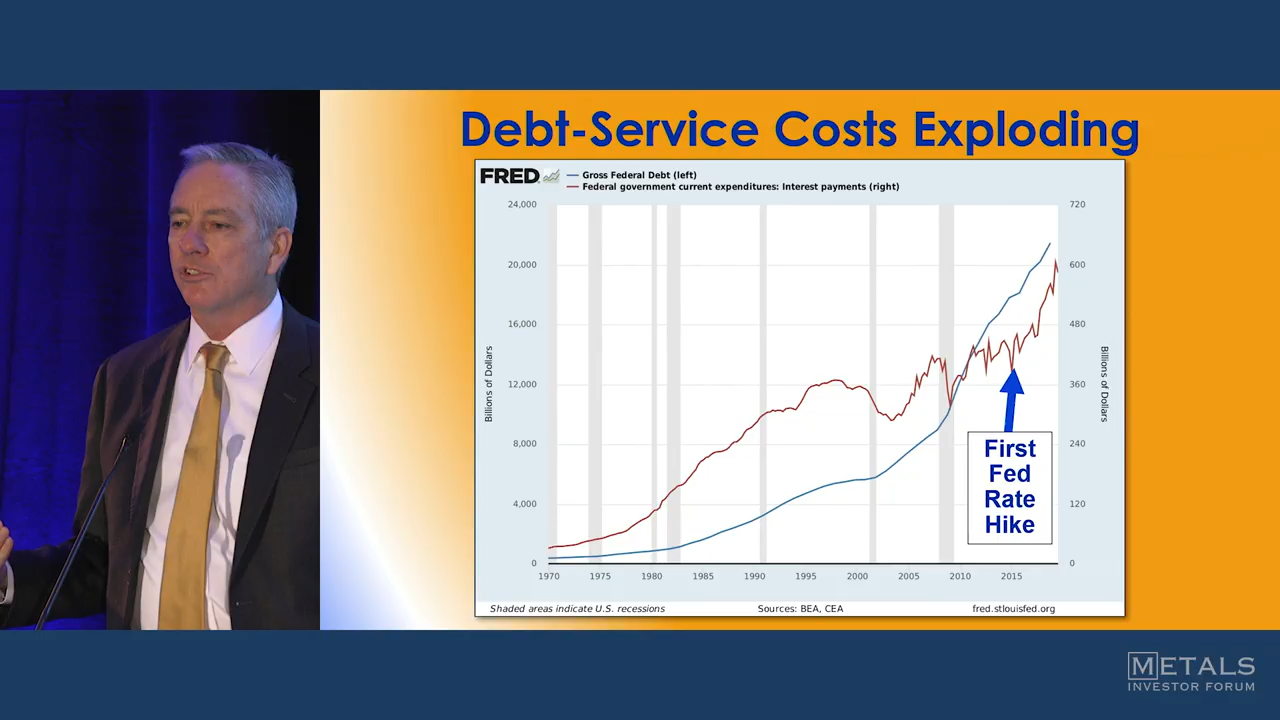 Debt-Service Costs Exploding
FRED
Gross Federal Debt (left)
Federal government current expenditures: Interest payments (right)
24,000
20,000
16,000
12,000
8,000
4,000
0
Billions of Dollars
720
600
480
360
240
120
0
Billions of Dollars
First
Fed
Rate
Hike
1970 1975 1980 1985 1990 1995 2000 2005 2010 2015
Shaded areas indicate U.S. recessions Sources: BEA, CEA fred.stlouisfed.org
METALS
INVESTOR FORUM